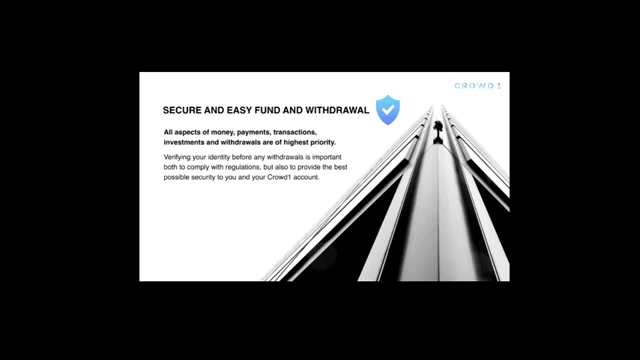 CROWD1
SECURE AND EASY FUND AND WITHDRAWAL
All aspects of money, payments, transactions,
investments and withdrawals are of highest priority.
Verifying your identity before any withdrawals is important
both to comply with regulations, but also to provide the best
possible security to you and your Crowd1 account.